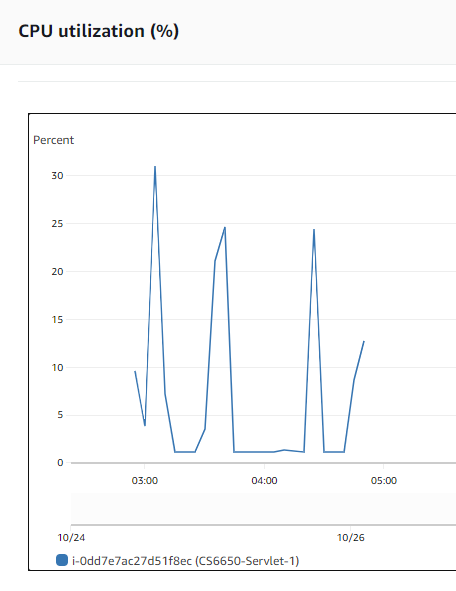 CPU utilization (%)
Percent
30
25
20
15
10
5
0
03:00 04:00 05:00
10/24 10/26
i-0dd7e7ac27d51f8ec (CS6650-Servlet-1)